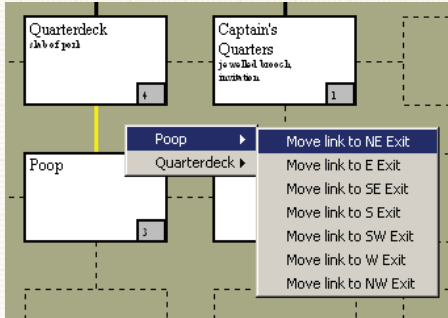 Quarterdeck
slab of pork
4
Captain's
Quarters
jewelled brooch,
invitation
1
Poop
3
Poop
Quarterdeck
Move link to NE Exit
Move link to E Exit
Move link to SE Exit
Move link to S Exit
Move link to SW Exit
Move link to W Exit
Move link to NW Exit